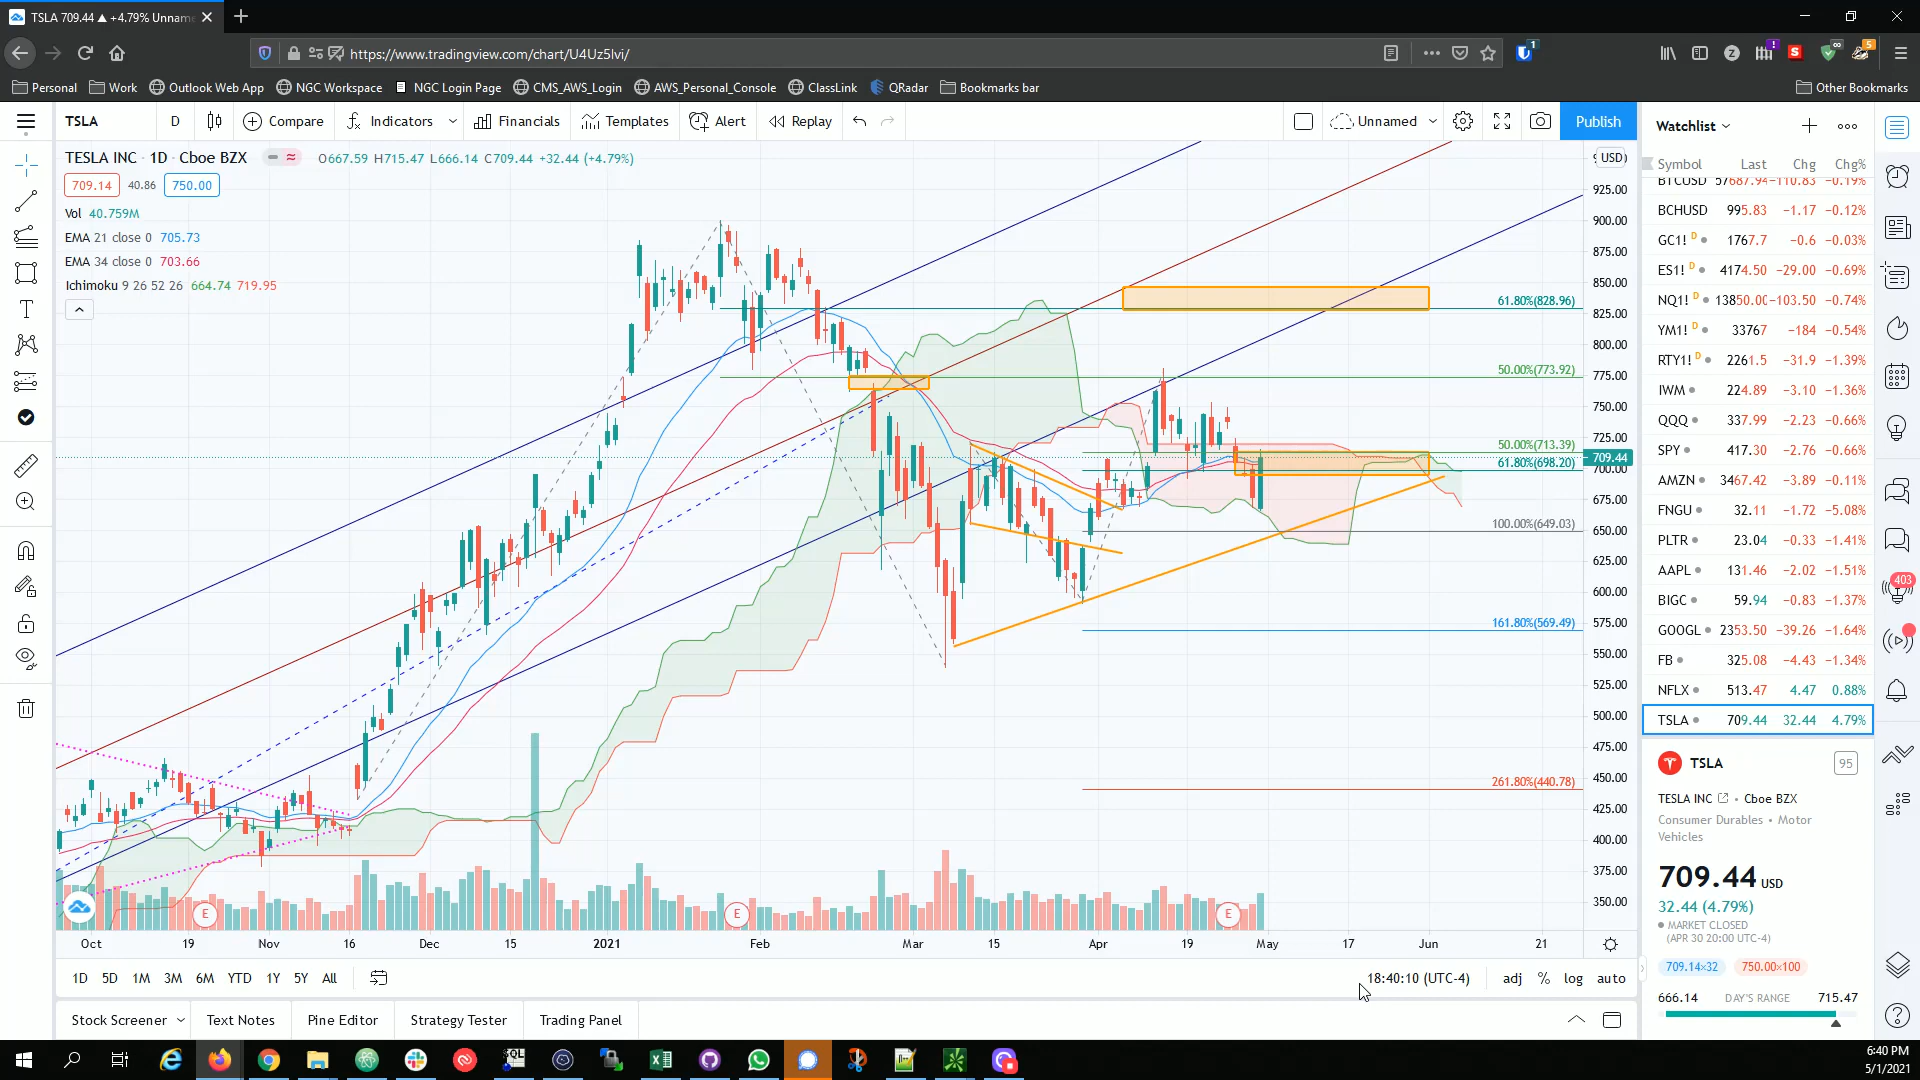 TSLA 709.44 ▲ +4.79% Unname
https://www.tradingview.com/chart/U4Uz5lvi/
1
5
Personal Work Outlook Web App NGC Workspace NGC Login Page CMS_AWS_Login AWS_Personal_Console ClassLink QRadar Bookmarks bar Other Bookmarks
TSLA D Compare Indicators Financials Templates Alert Replay Unnamed Publish
TESLA INC · 1D · Cboe BZX O667.59 H715.47 L666.14 C709.44 +32.44 (+4.79%)
709.14 40.86 750.00
Vol 40.759M
EMA 21 close 0 705.73
EMA 34 close 0 703.66
Ichimoku 9 26 52 26 664.74 719.95
USD
925.00
900.00
875.00
850.00
825.00
800.00
775.00
750.00
725.00
709.44
700.00
675.00
650.00
625.00
600.00
575.00
550.00
525.00
500.00
475.00
450.00
425.00
400.00
375.00
350.00
61.80%(828.96)
50.00%(773.92)
50.00%(713.39)
61.80%(698.20)
100.00%(649.03)
161.80%(569.49)
261.80%(440.78)
E E E
Oct 19 Nov 16 Dec 15 2021 Feb Mar 15 Apr 19 May 17 Jun 21
1D 5D 1M 3M 6M YTD 1Y 5Y All 18:40:10 (UTC-4) adj % log auto
Stock Screener Text Notes Pine Editor Strategy Tester Trading Panel
Watchlist
Symbol Last Chg Chg%
BTCUSD 57687.94 −110.83 −0.19%
BCHUSD 995.83 −1.17 −0.12%
GC1! D 1767.7 −0.6 −0.03%
ES1! D 4174.50 −29.00 −0.69%
NQ1! D 13850.00 −103.50 −0.74%
YM1! D 33767 −184 −0.54%
RTY1! D 2261.5 −31.9 −1.39%
IWM 224.89 −3.10 −1.36%
QQQ 337.99 −2.23 −0.66%
SPY 417.30 −2.76 −0.66%
AMZN 3467.42 −3.89 −0.11%
FNGU 32.11 −1.72 −5.08%
PLTR 23.04 −0.33 −1.41%
AAPL 131.46 −2.02 −1.51%
BIGC 59.94 −0.83 −1.37%
GOOGL 2353.50 −39.26 −1.64%
FB 325.08 −4.43 −1.34%
NFLX 513.47 4.47 0.88%
TSLA 709.44 32.44 4.79%
403
TSLA 95
TESLA INC • Cboe BZX
Consumer Durables • Motor
Vehicles
709.44 USD
32.44 (4.79%)
MARKET CLOSED
(APR 30 20:00 UTC-4)
709.14×32 750.00×100
666.14 DAY'S RANGE 715.47
SQL
6:40 PM
5/1/2021